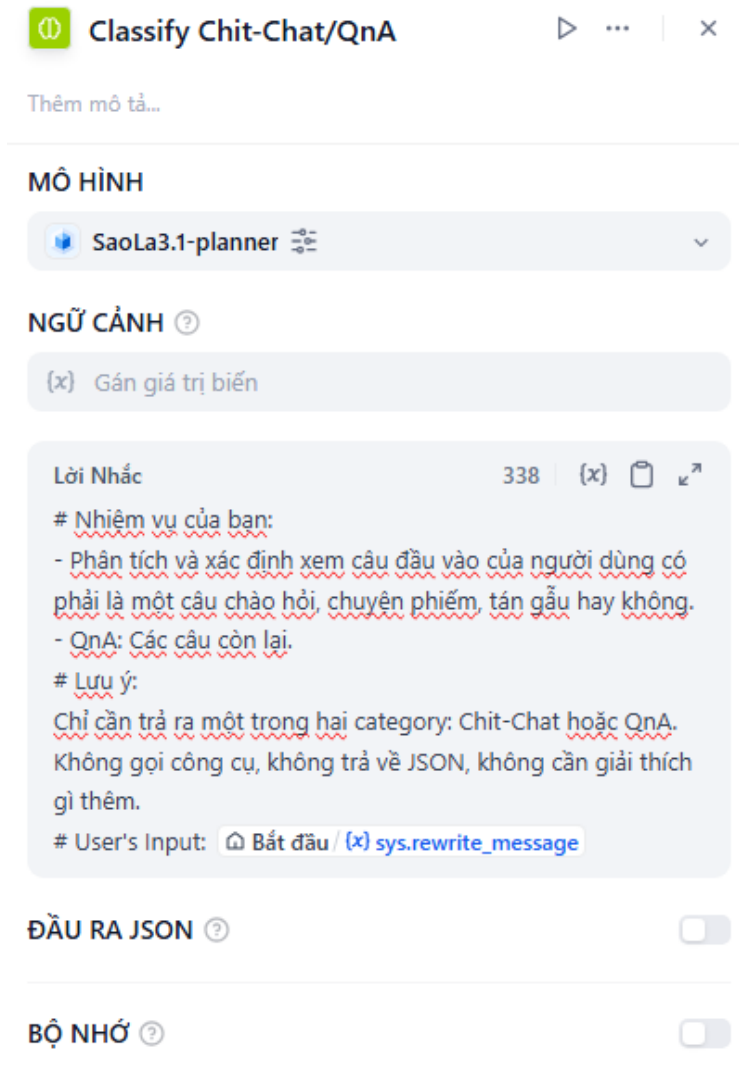 Classify Chit-Chat/QnA
Thêm mô tả...
MÔ HÌNH
SaoLa3.1-planner
NGỮ CẢNH
{x} Gán giá trị biến
Lời Nhắc 338 {x}
# Nhiệm vụ của bạn:
- Phân tích và xác định xem câu đầu vào của người dùng có
phải là một câu chào hỏi, chuyện phiếm, tán gẫu hay không.
- QnA: Các câu còn lại.
# Lưu ý:
Chỉ cần trả ra một trong hai category: Chit-Chat hoặc QnA.
Không gọi công cụ, không trả về JSON, không cần giải thích
gì thêm.
# User's Input: Bắt đầu / {x} sys.rewrite_message
ĐẦU RA JSON
BỘ NHỚ